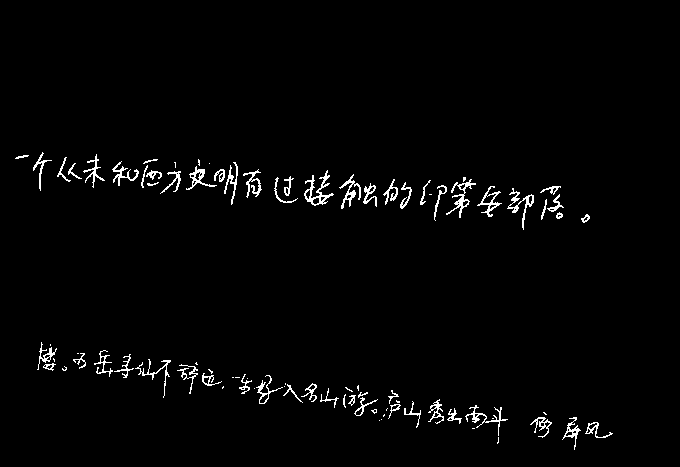 一个从未和西方文明有过接触的印第安部落。
楼。五岳寻仙不辞远,一生好入名山游。庐山秀出南斗傍 屏风